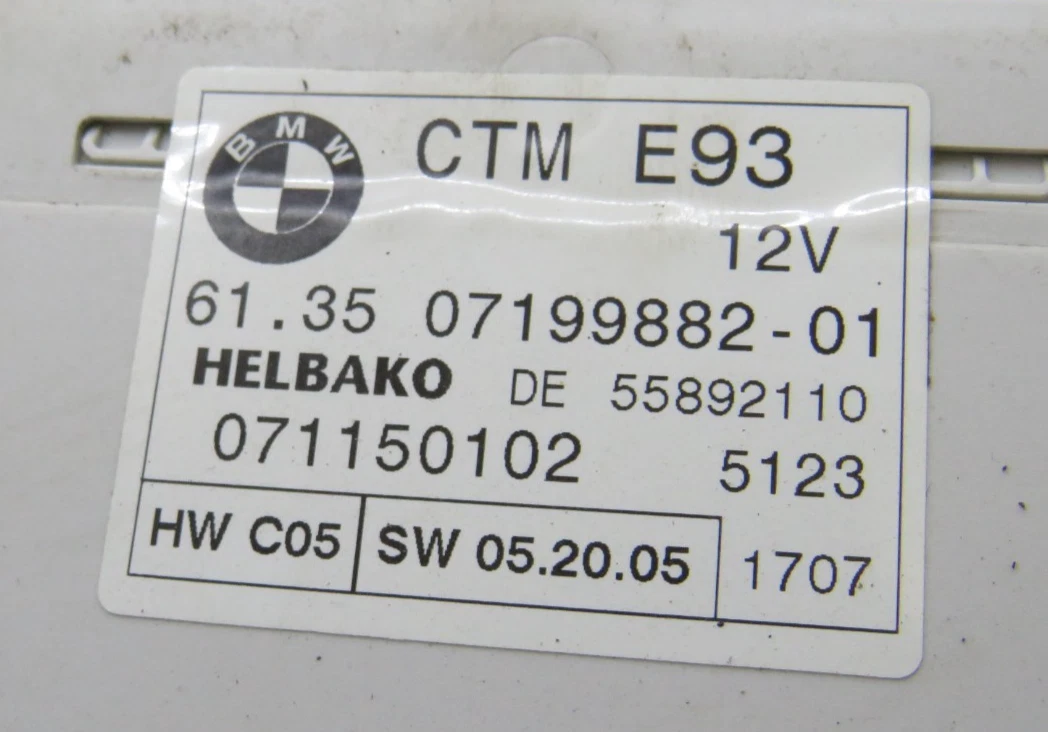 BMW
CTM E93
12V
61.35 07199882-01
HELBAKO DE 55892110
071150102 5123
HW C05 SW 05.20.05 1707